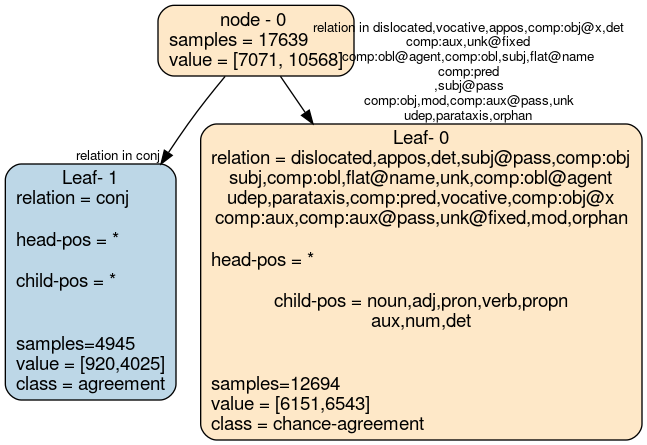 node - 0
samples = 17639
value = [7071, 10568]
relation in dislocated,vocative,appos,comp:obj@x,det
comp:aux,unk@fixed
comp:obl@agent,comp:obl,subj,flat@name
comp:pred
,subj@pass
comp:obj,mod,comp:aux@pass,unk
udep,parataxis,orphan
relation in conj
Leaf- 1
relation = conj
head-pos = *
child-pos = *
samples=4945
value = [920,4025]
class = agreement
Leaf- 0
relation = dislocated,appos,det,subj@pass,comp:obj
subj,comp:obl,flat@name,unk,comp:obl@agent
udep,parataxis,comp:pred,vocative,comp:obj@x
comp:aux,comp:aux@pass,unk@fixed,mod,orphan
head-pos = *
child-pos = noun,adj,pron,verb,propn
aux,num,det
samples=12694
value = [6151,6543]
class = chance-agreement